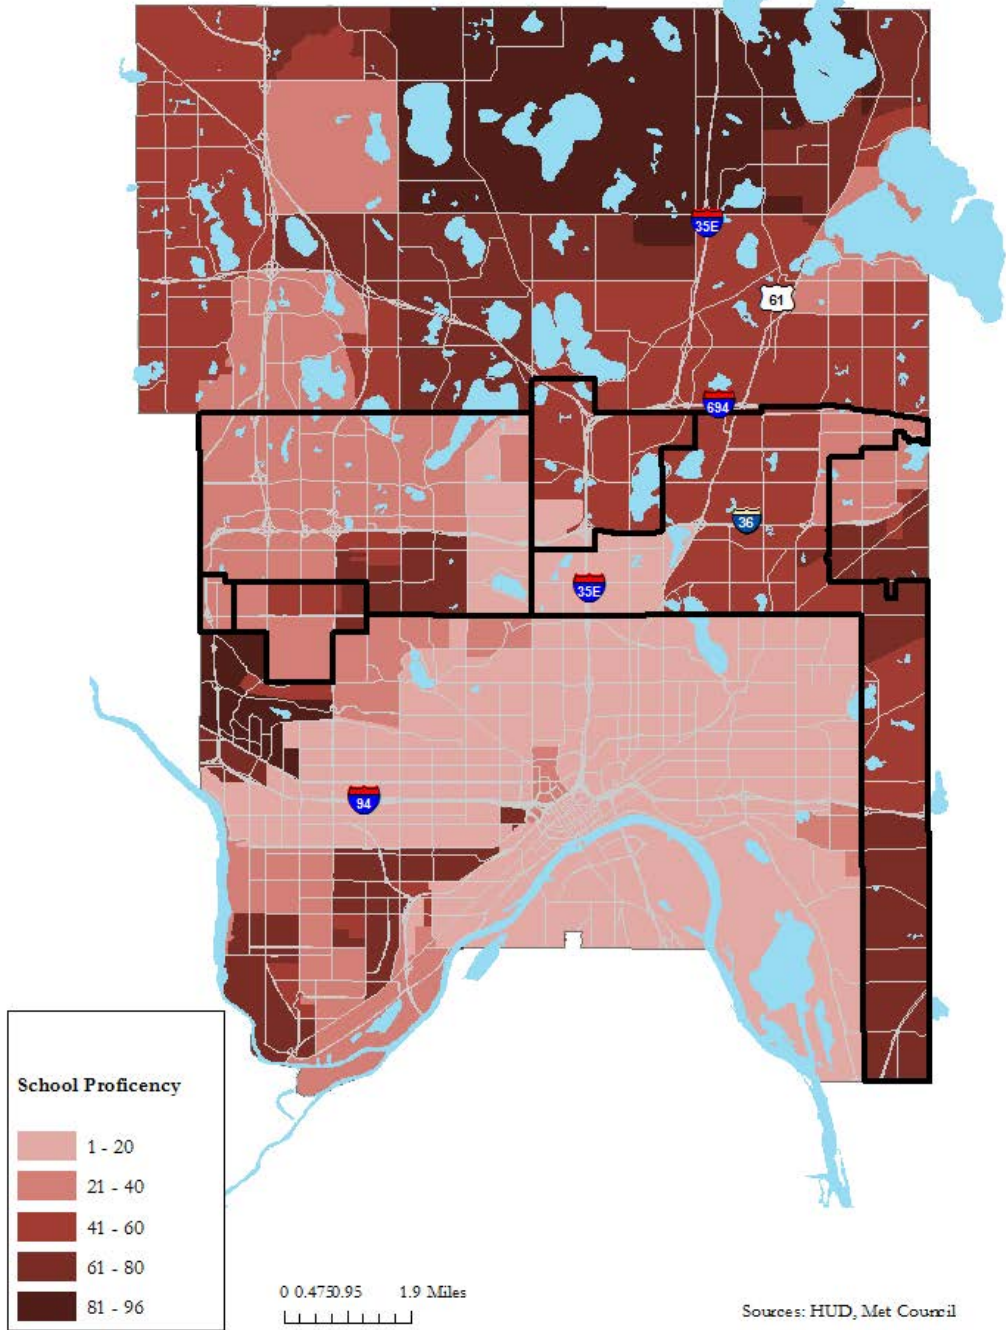 35E
61
694
36
35E
94
School Proficency
1 - 20
21 - 40
41 - 60
61 - 80
81 - 96
0 0.4750.95 1.9 Miles
Sources: HUD, Met Council